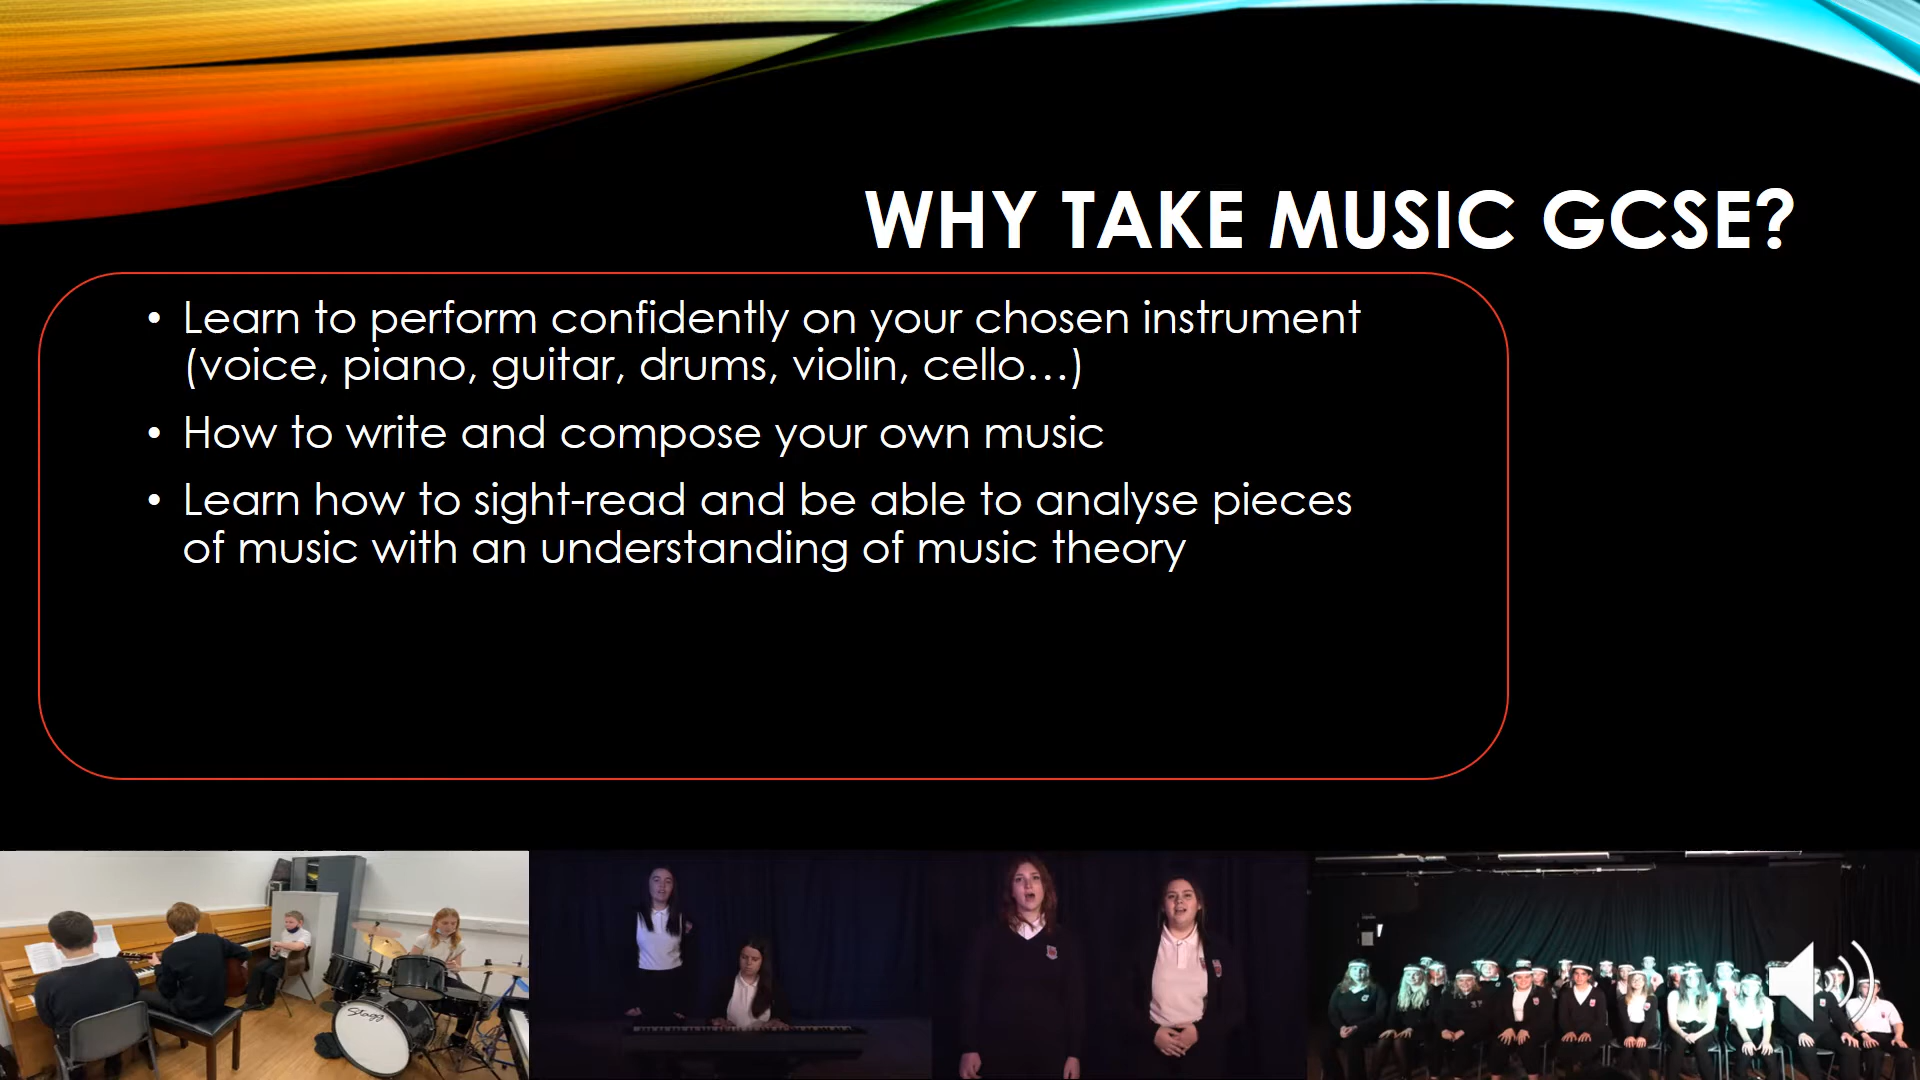 WHY TAKE MUSIC GCSE?
• Learn to perform confidently on your chosen instrument
(voice, piano, guitar, drums, violin, cello…)
• How to write and compose your own music
• Learn how to sight-read and be able to analyse pieces
of music with an understanding of music theory
Stagg